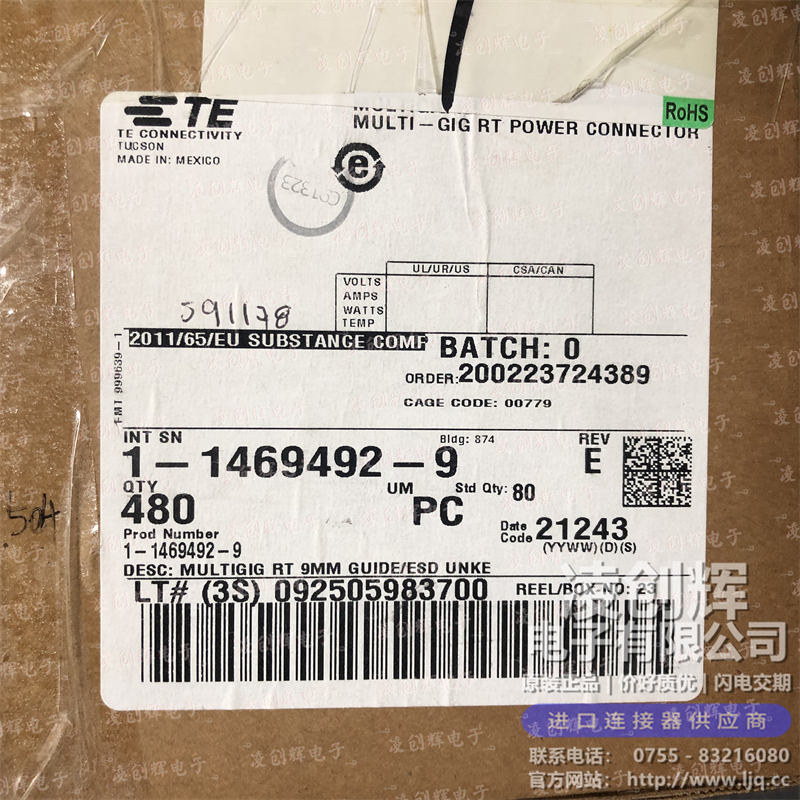 TE
TE CONNECTIVITY
TUCSON
MADE IN: MEXICO
MULTI-GIG RT POWER CONNECTOR
RoHS
e
C01323
UL/UR/US CSA/CAN
VOLTS
AMPS
WATTS
TEMP
591178
2011/65/EU SUBSTANCE COMP
BATCH: 0
ORDER:200223724389
CAGE CODE: 00779
FMT 999639-1
INT SN
Bldg: 874
REV
1-1469492-9
E
QTY
UM
Std Qty: 80
480
PC
504
Prod Number
Date Code 21243
1-1469492-9
(YYWW)(D)(S)
DESC: MULTIGIG RT 9MM GUIDE/ESD UNKE
LT# (3S) 092505983700
REEL/BOX-NO: 23
凌创辉
电子有限公司
原装正品 | 价好质优 | 闪电交期
进口连接器供应商
联系电话: 0755 - 83216080
官方网站: http://www.ljq.cc
凌创辉电子